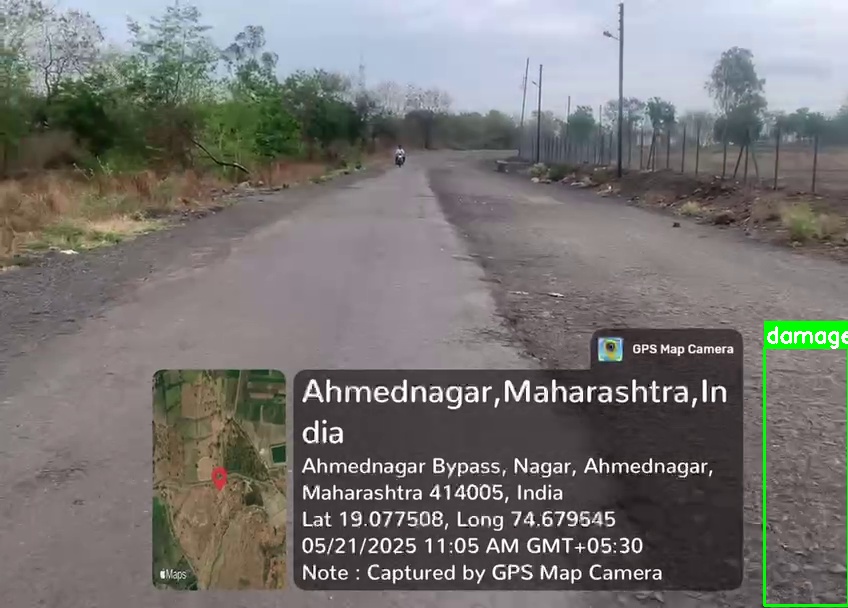 damage
GPS Map Camera
Ahmednagar,Maharashtra,In
dia
Ahmednagar Bypass, Nagar, Ahmednagar,
Maharashtra 414005, India
Lat 19.077508, Long 74.679545
05/21/2025 11:05 AM GMT+05:30
Note : Captured by GPS Map Camera
Maps